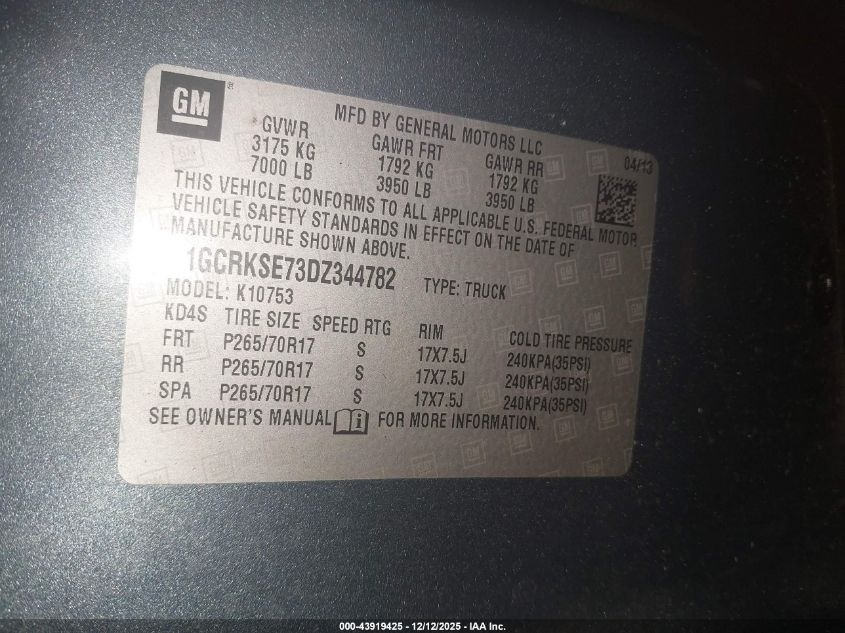 GM ®
MFD BY GENERAL MOTORS LLC
04/13
GVWR GAWR FRT GAWR RR
3175 KG 1792 KG 1792 KG
7000 LB 3950 LB 3950 LB
THIS VEHICLE CONFORMS TO ALL APPLICABLE U.S. FEDERAL MOTOR
VEHICLE SAFETY STANDARDS IN EFFECT ON THE DATE OF
MANUFACTURE SHOWN ABOVE.
1GCRKSE73DZ344782 TYPE: TRUCK
MODEL: K10753
KD4S TIRE SIZE SPEED RTG RIM COLD TIRE PRESSURE
FRT P265/70R17 S 17X7.5J 240KPA(35PSI)
RR P265/70R17 S 17X7.5J 240KPA(35PSI)
SPA P265/70R17 S 17X7.5J 240KPA(35PSI)
SEE OWNER'S MANUAL i FOR MORE INFORMATION.
000-43919425 - 12/12/2025 - IAA Inc.